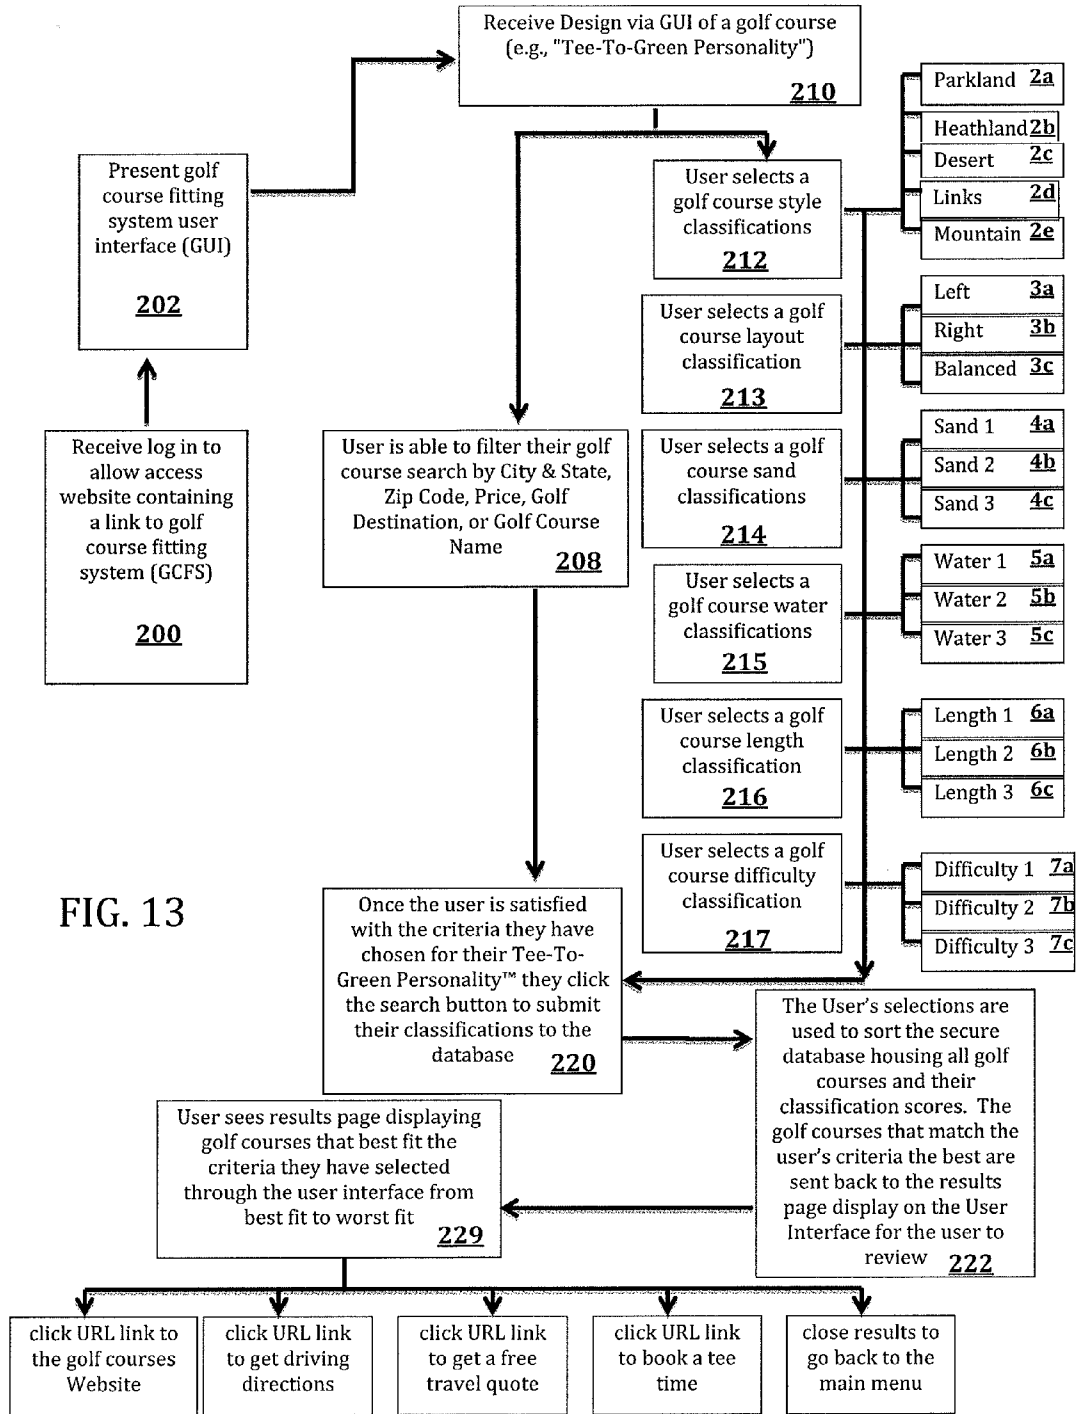 Receive Design via GUI of a golf course
(e.g., "Tee-To-Green Personality")
210
Present golf
course fitting
system user
interface (GUI)
202
Receive log in to
allow access
website containing
a link to golf
course fitting
system (GCFS)
200
User is able to filter their golf
course search by City & State,
Zip Code, Price, Golf
Destination, or Golf Course
Name
208
User selects a
golf course style
classifications
212
Parkland 2a
Heathland 2b
Desert 2c
Links 2d
Mountain 2e
User selects a golf
course layout
classification
213
Left 3a
Right 3b
Balanced 3c
User selects a golf
course sand
classifications
214
Sand 1 4a
Sand 2 4b
Sand 3 4c
User selects a
golf course water
classifications
215
Water 1 5a
Water 2 5b
Water 3 5c
User selects a golf
course length
classification
216
Length 1 6a
Length 2 6b
Length 3 6c
User selects a golf
course difficulty
classification
217
Difficulty 1 7a
Difficulty 2 7b
Difficulty 3 7c
FIG. 13
Once the user is satisfied
with the criteria they have
chosen for their Tee-To-
Green Personality™ they click
the search button to submit
their classifications to the
database 220
The User's selections are
used to sort the secure
database housing all golf
courses and their
classification scores. The
golf courses that match the
user's criteria the best are
sent back to the results
page display on the User
Interface for the user to
review 222
User sees results page displaying
golf courses that best fit the
criteria they have selected
through the user interface from
best fit to worst fit
229
click URL link to
the golf courses
Website
click URL link
to get driving
directions
click URL link
to get a free
travel quote
click URL link
to book a tee
time
close results to
go back to the
main menu